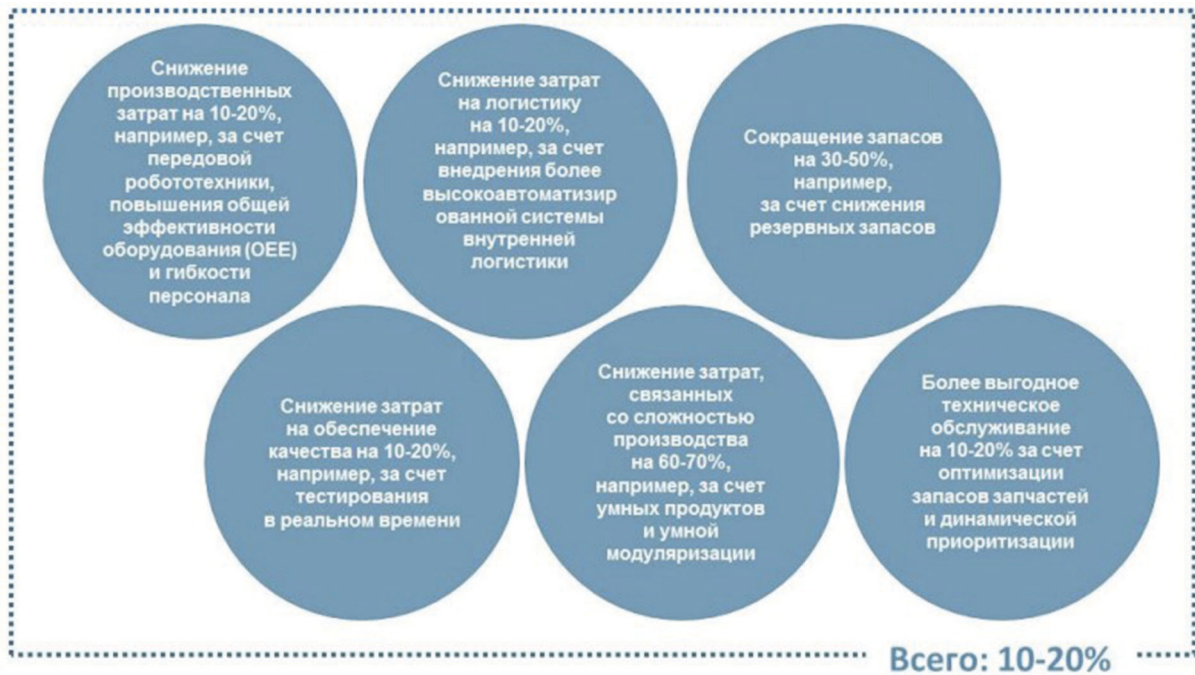 Снижение
производственных
затрат на 10-20%,
например, за счет
передовой
робототехники,
повышения общей
эффективности
оборудования (OEE)
и гибкости
персонала
Снижение затрат
на логистику
на 10-20%,
например, за счет
внедрения более
высокоавтоматизир
ованной системы
внутренней
логистики
Сокращение запасов
на 30-50%,
например,
за счет снижения
резервных запасов
Снижение затрат
на обеспечение
качества на 10-20%,
например, за счет
тестирования
в реальном времени
Снижение затрат,
связанных
со сложностью
производства
на 60-70%,
например, за счет
умных продуктов
и умной
модуляризации
Более выгодное
техническое
обслуживание
на 10-20% за счет
оптимизации
запасов запчастей
и динамической
приоритизации
Всего: 10-20%